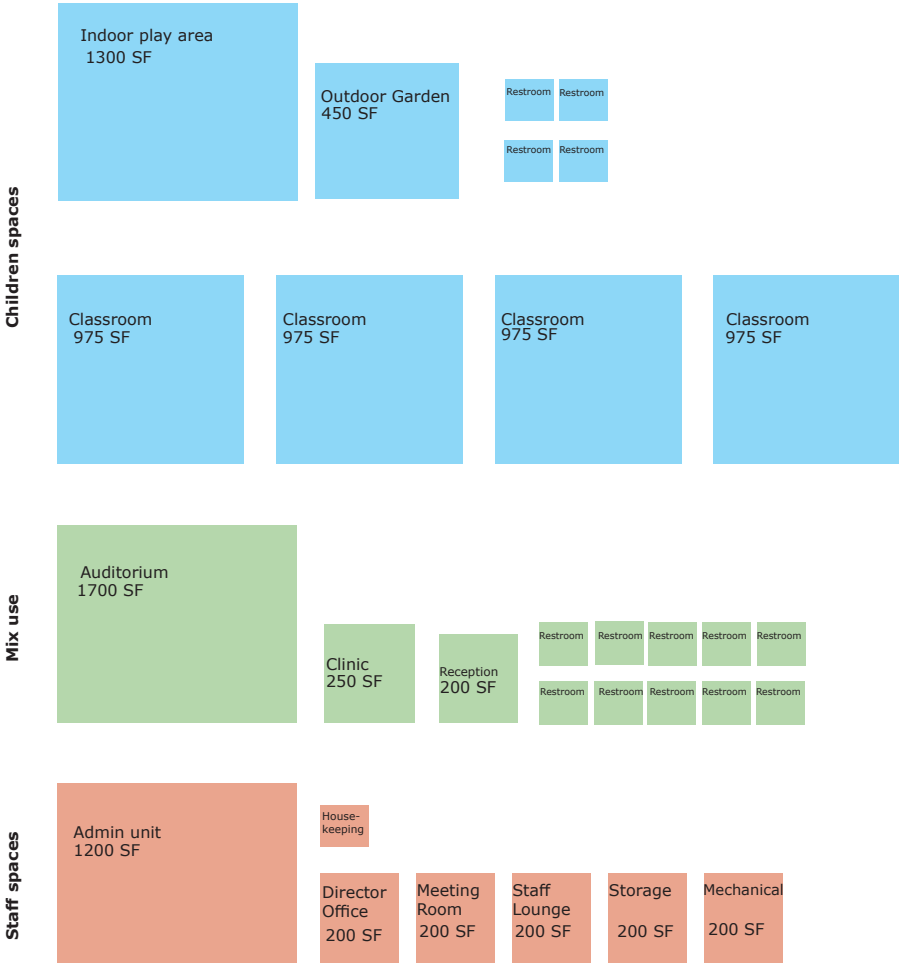 Children spaces
Indoor play area
1300 SF
Outdoor Garden
450 SF
Restroom
Restroom
Restroom
Restroom
Classroom
975 SF
Classroom
975 SF
Classroom
975 SF
Classroom
975 SF
Mix use
Auditorium
1700 SF
Clinic
250 SF
Reception
200 SF
Restroom
Restroom
Restroom
Restroom
Restroom
Restroom
Restroom
Restroom
Restroom
Restroom
Staff spaces
Admin unit
1200 SF
House-
keeping
Director
Office
200 SF
Meeting
Room
200 SF
Staff
Lounge
200 SF
Storage
200 SF
Mechanical
200 SF